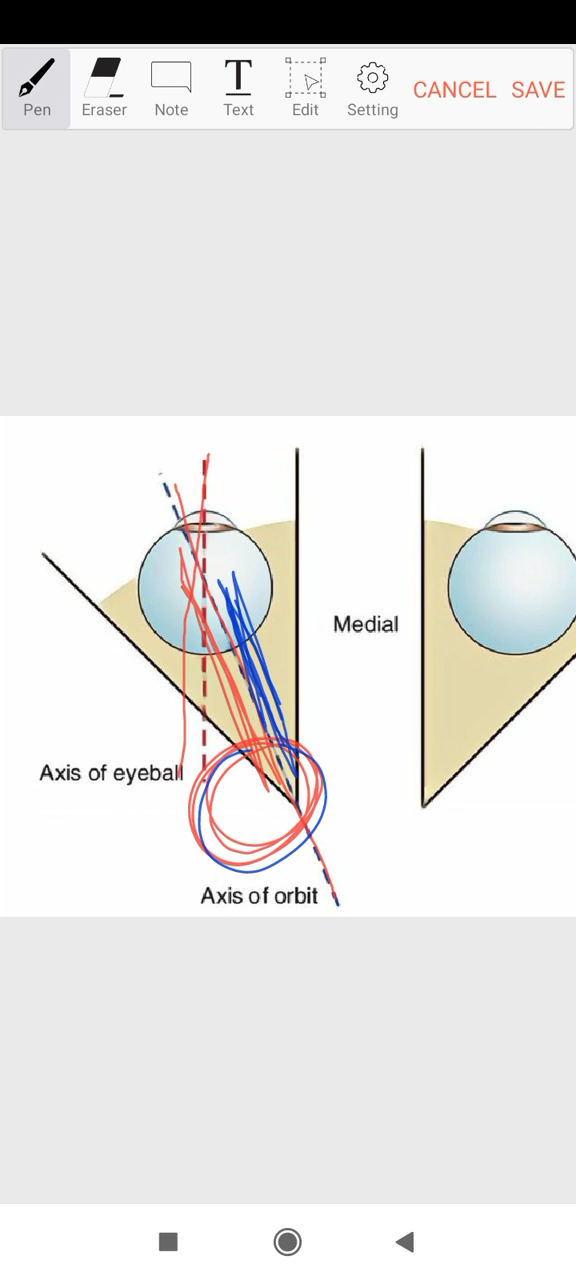 Pen Eraser Note Text Edit Setting CANCEL SAVE
Medial
Axis of eyeball
Axis of orbit